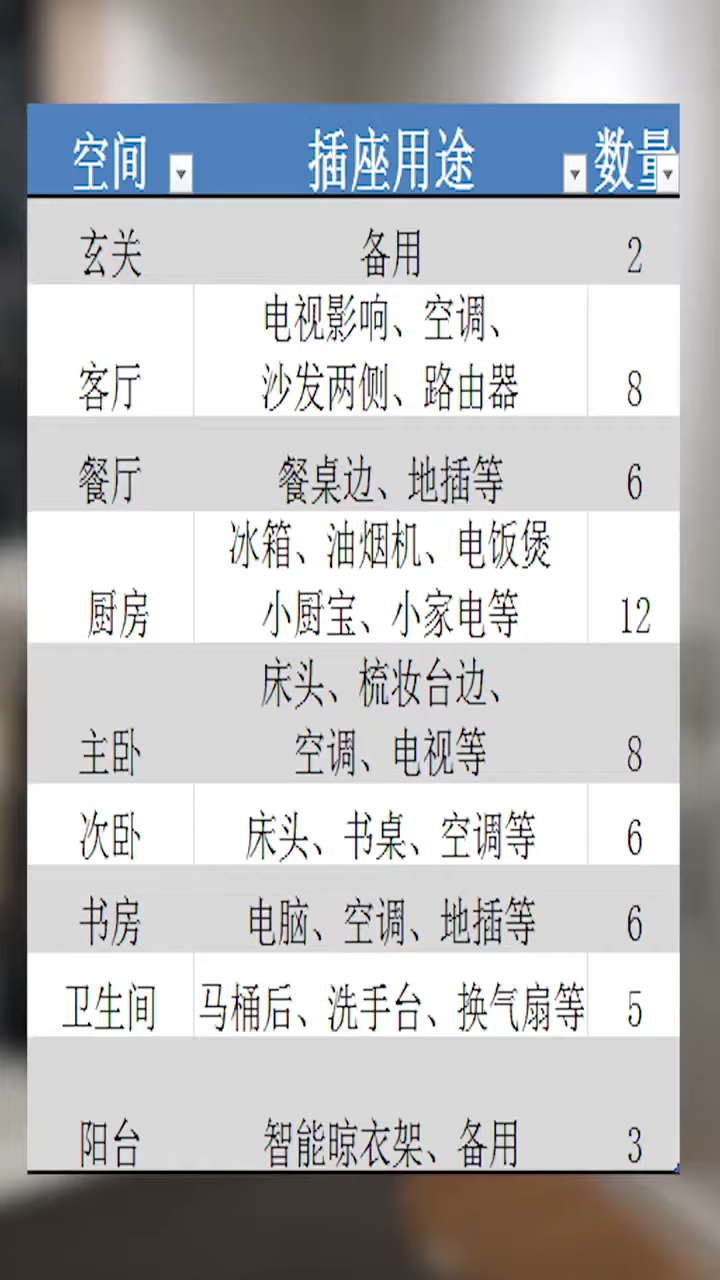 空间 插座用途 数量
玄关 备用 2
电视影响、空调、
客厅 沙发两侧、路由器 8
餐厅 餐桌边、地插等 6
冰箱、油烟机、电饭煲
厨房 小厨宝、小家电等 12
床头、梳妆台边、
主卧 空调、电视等 8
次卧 床头、书桌、空调等 6
书房 电脑、空调、地插等 6
卫生间 马桶后、洗手台、换气扇等 5
阳台 智能晾衣架、备用 3